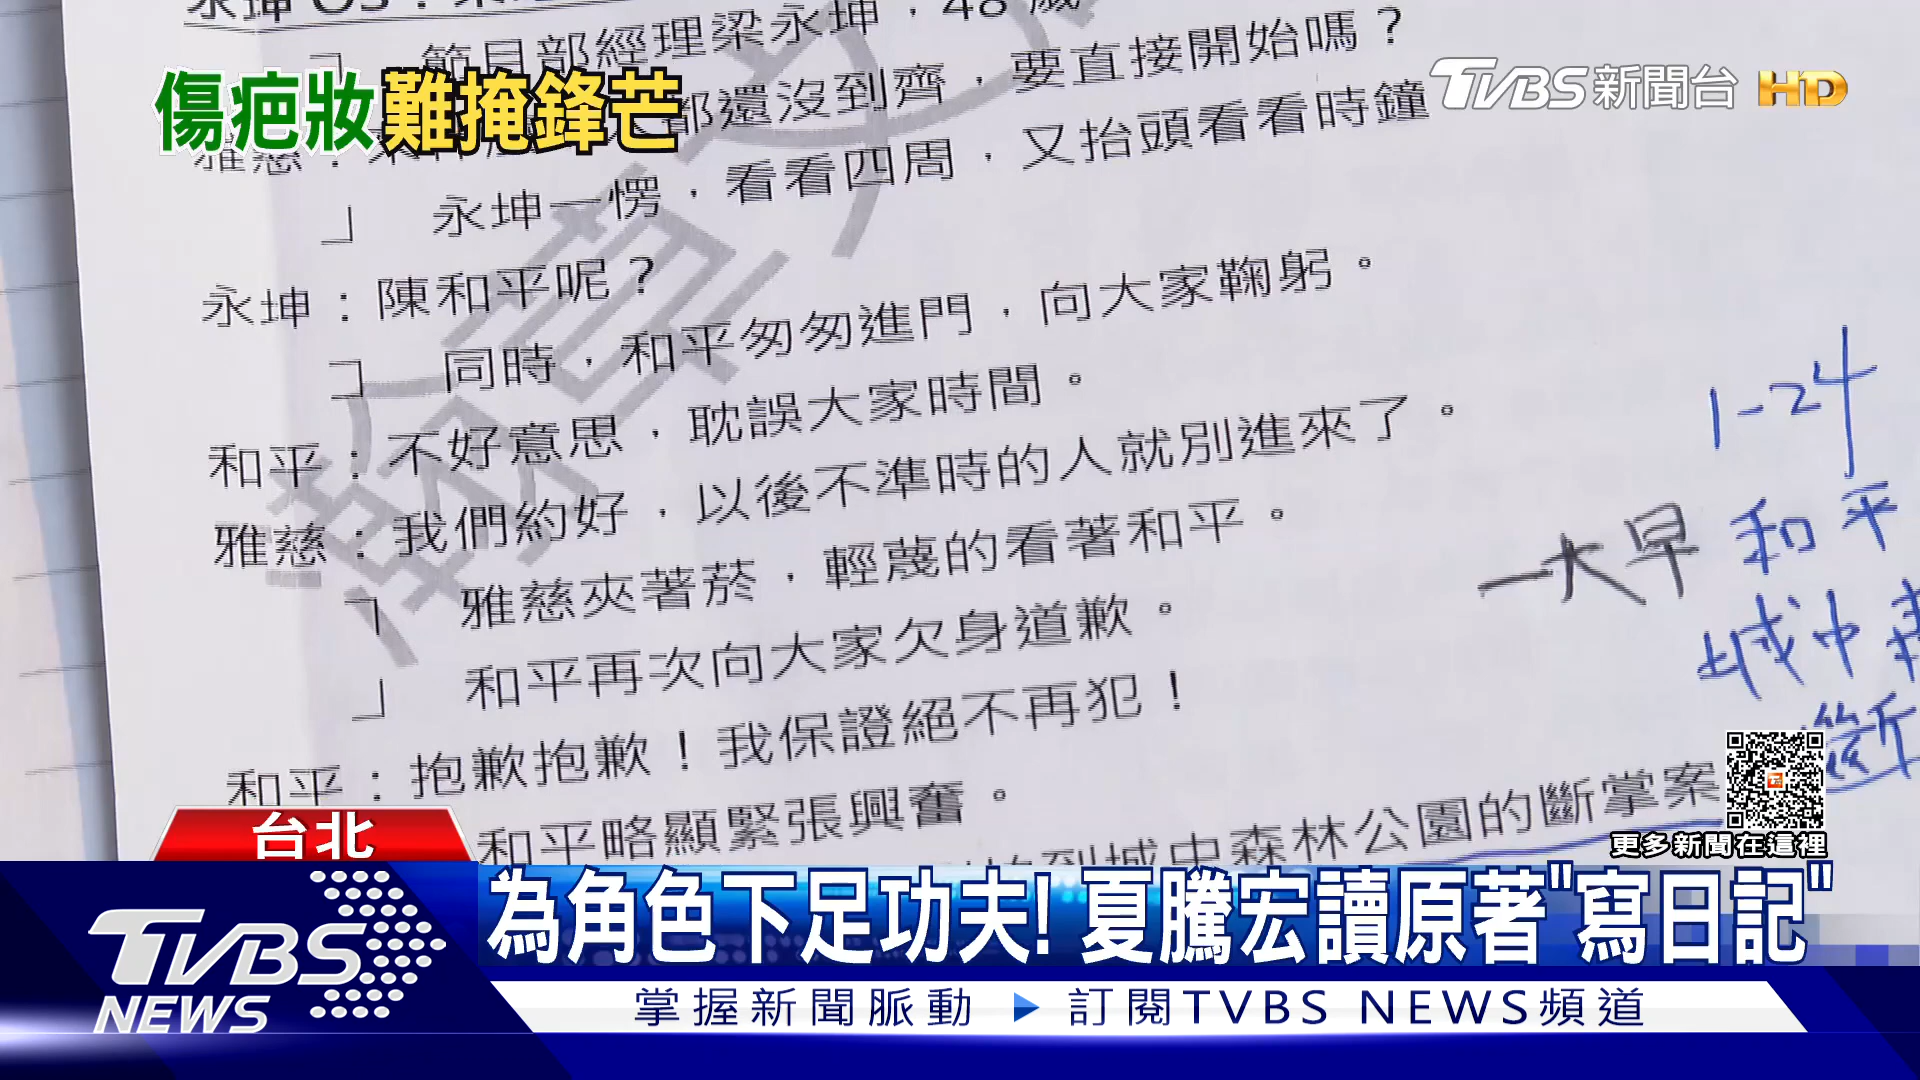 節目部經理梁永坤，48歲
傷疤妝 難掩鋒芒
TVBS新聞台 HD
都還沒到齊，要直接開始嗎？
雅慈：
」 永坤一愣，看看四周，又抬頭看看時鐘
永坤：陳和平呢？
同時，和平匆匆進門，向大家鞠躬。
和平：不好意思，耽誤大家時間。
雅慈：我們約好，以後不準時的人就別進來了。
雅慈夾著菸，輕蔑的看著和平。
」 和平再次向大家欠身道歉。
和平：抱歉抱歉！我保證絕不再犯！
和平略顯緊張興奮。
到城中森林公園的斷掌案
1-24
一大早 和平
城中
斷
更多新聞在這裡
台北
為角色下足功夫! 夏騰宏讀原著"寫日記"
TVBS NEWS
掌握新聞脈動 ▶ 訂閱TVBS NEWS頻道